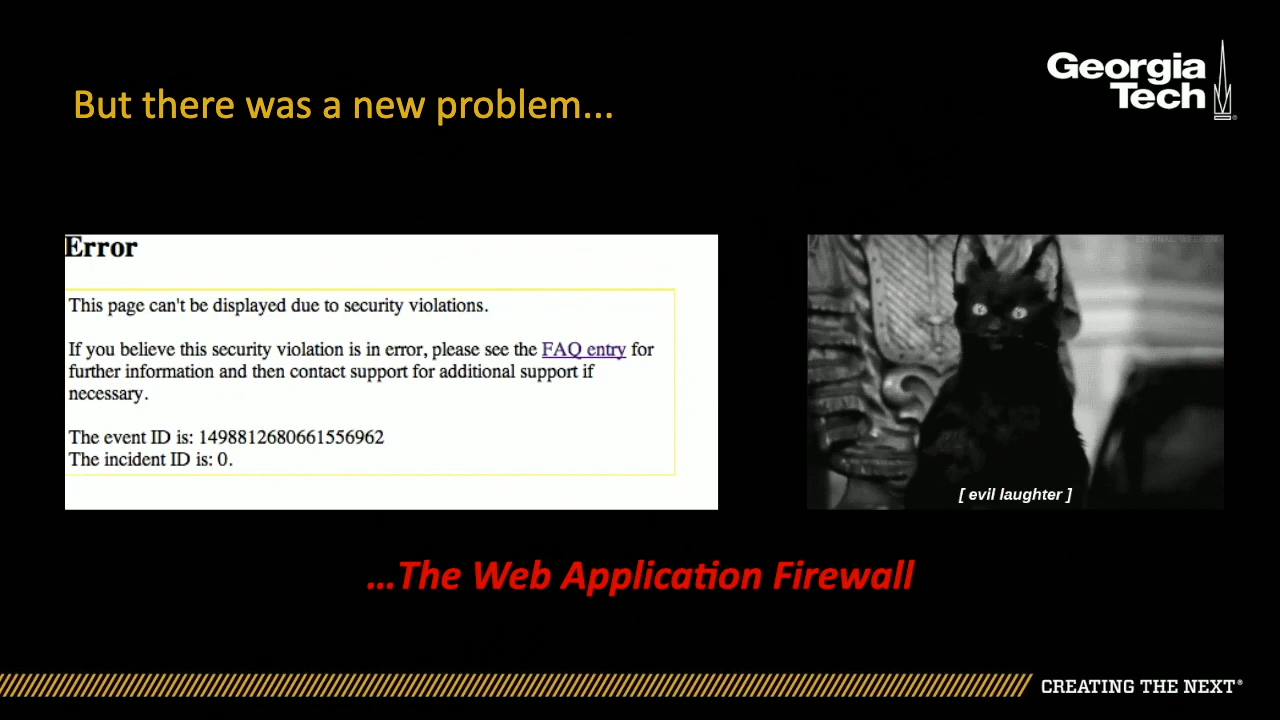 Georgia
Tech
But there was a new problem...
Error
This page can't be displayed due to security violations.
If you believe this security violation is in error, please see the FAQ entry for
further information and then contact support for additional support if
necessary.
The event ID is: 1498812680661556962
The incident ID is: 0.
[ evil laughter ]
...The Web Application Firewall
CREATING THE NEXT®